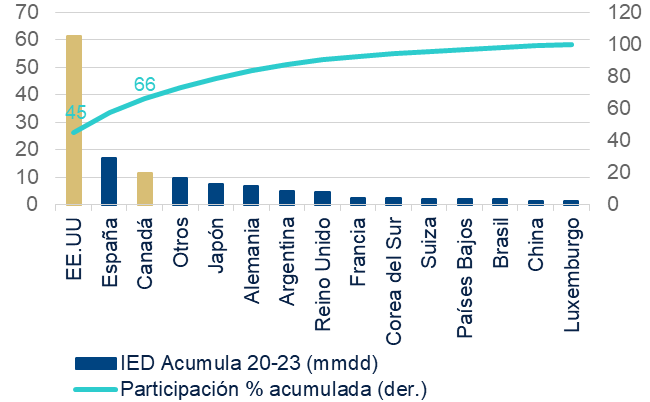 70
60
50
40
30
20
10
0
120
100
80
60
40
20
0
45
66
EE.UU
España
Canadá
Otros
Japón
Alemania
Argentina
Reino Unido
Francia
Corea del Sur
Suiza
Países Bajos
Brasil
China
Luxemburgo
IED Acumula 20-23 (mmdd)
Participación % acumulada (der.)